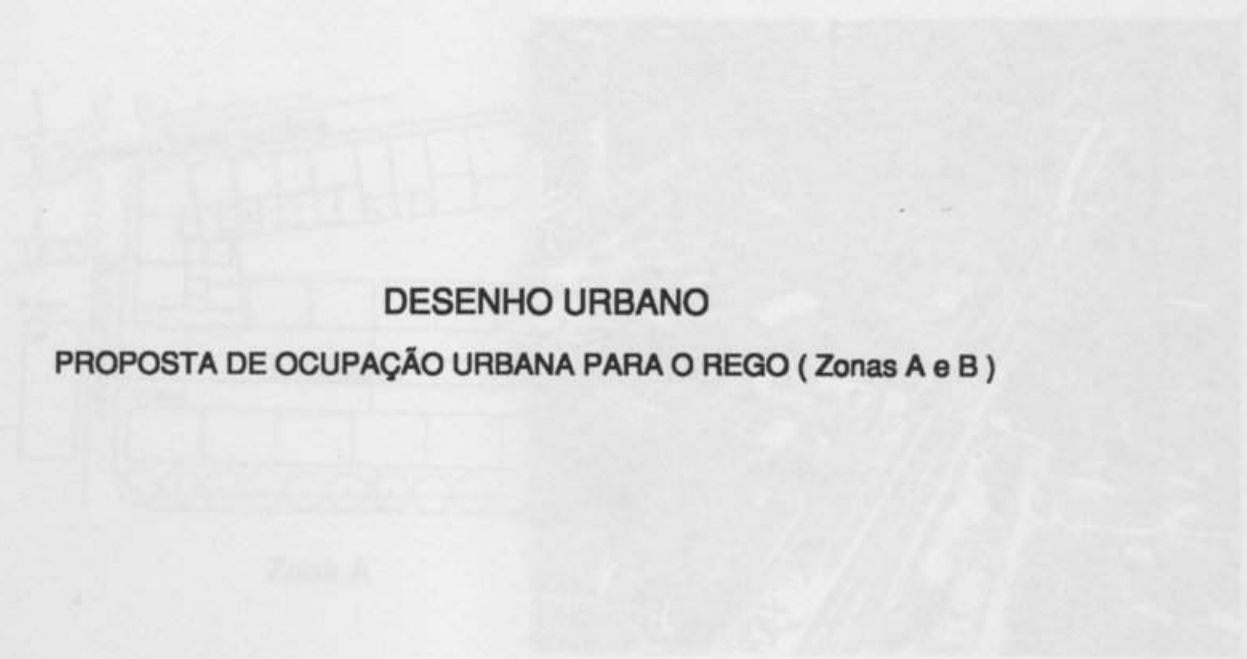 DESENHO URBANO
PROPOSTA DE OCUPAÇÃO URBANA PARA O REGO ( Zonas A e B )
Zona A